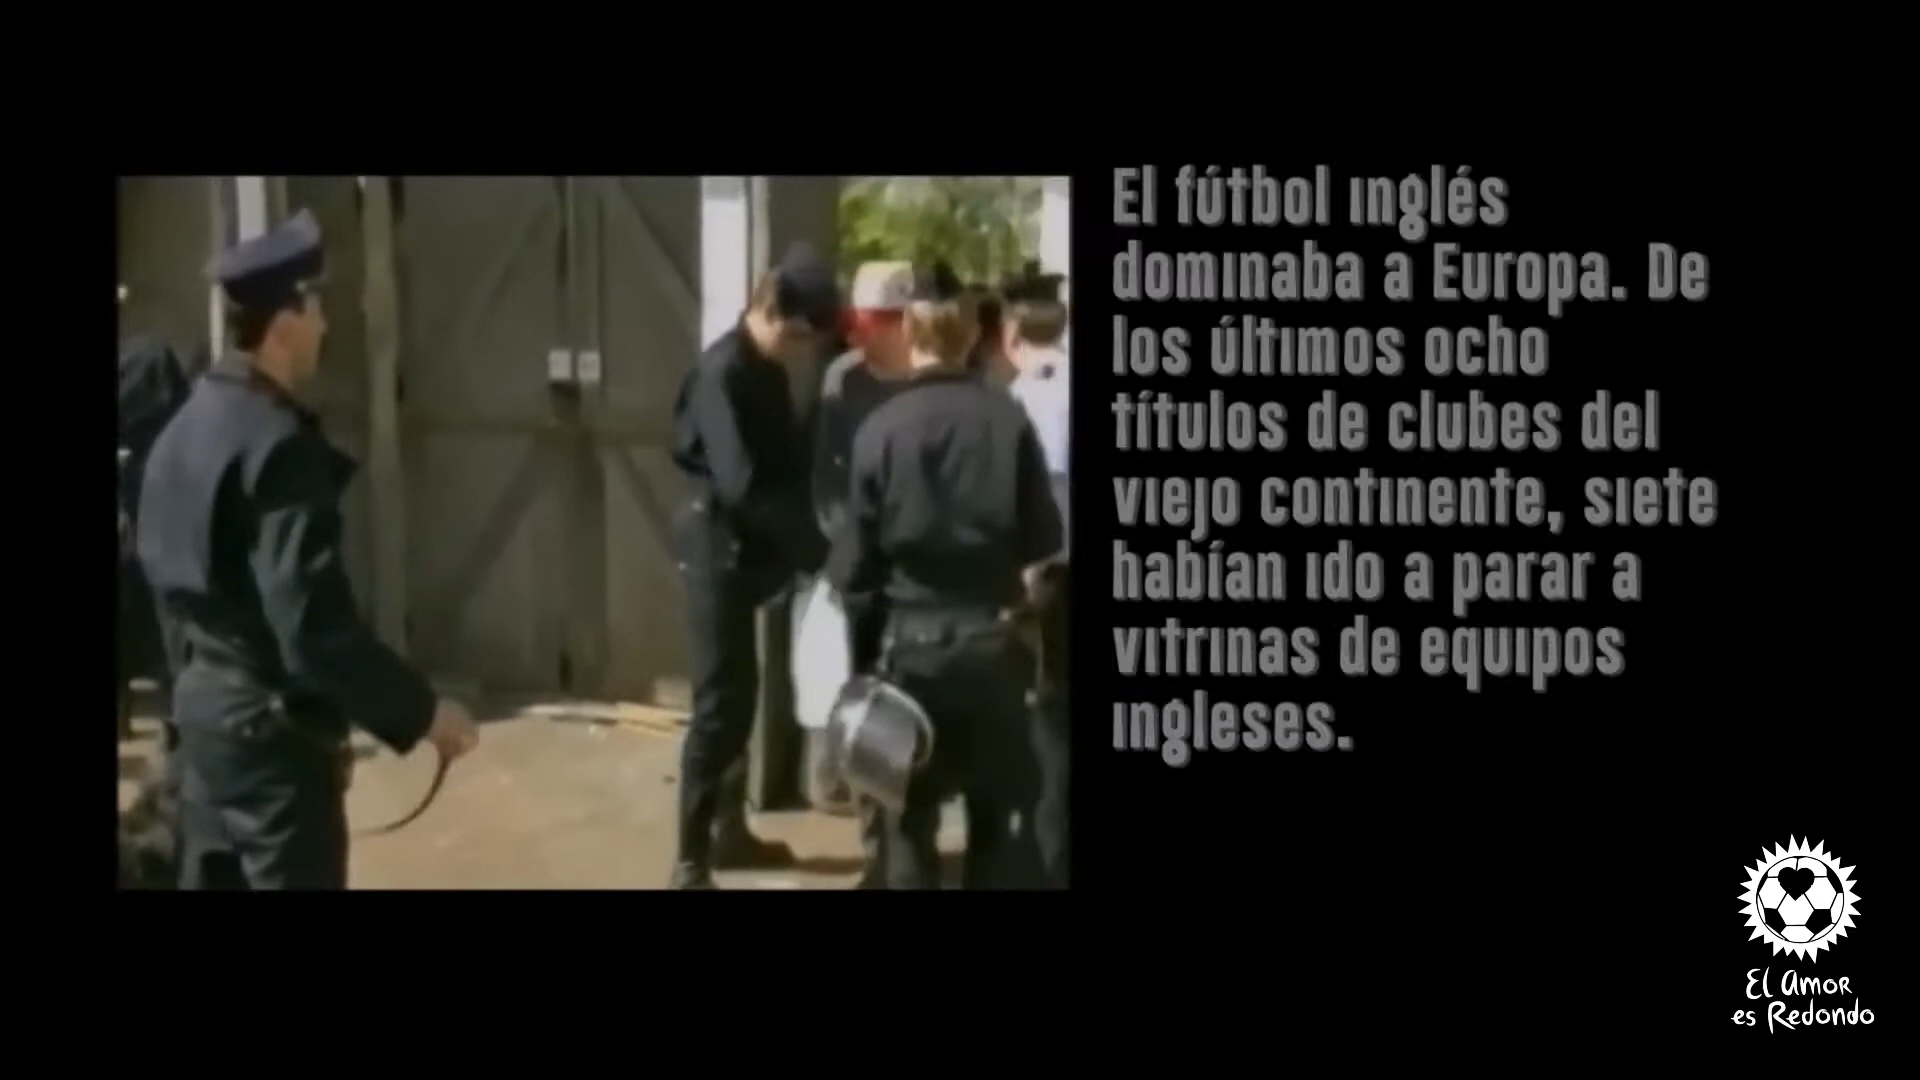 El fútbol inglés
dominaba a Europa. De
los últimos ocho
títulos de clubes del
viejo continente, siete
habían ido a parar a
vitrinas de equipos
ingleses.
El Amor
es Redondo